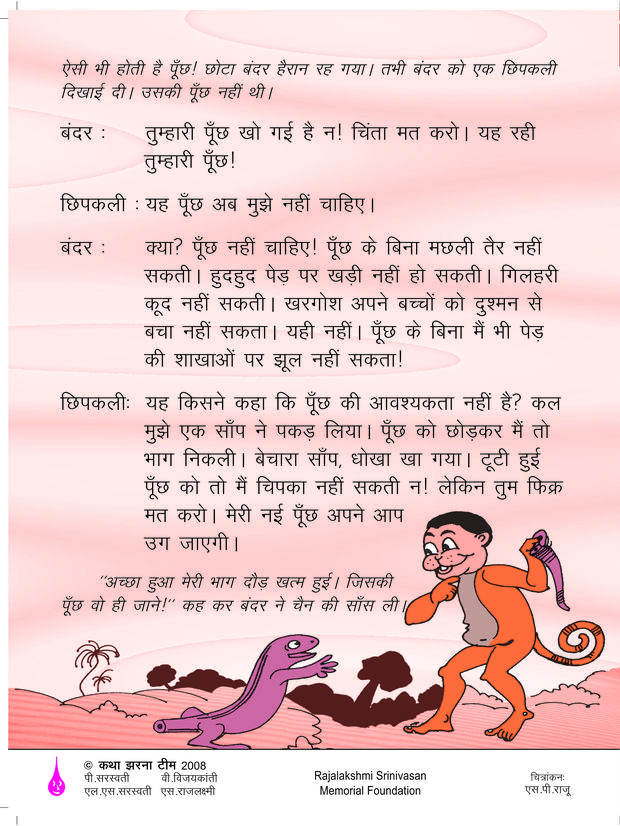 ऐसी भी होती है पूँछ! छोटा बंदर हैरान रह गया। तभी बंदर को एक छिपकली
दिखाई दी। उसकी पूँछ नहीं थी।
बंदर : तुम्हारी पूँछ खो गई है न! चिंता मत करो। यह रही
तुम्हारी पूँछ!
छिपकली : यह पूँछ अब मुझे नहीं चाहिए।
बंदर : क्या? पूँछ नहीं चाहिए! पूँछ के बिना मछली तैर नहीं
सकती। हुदहुद पेड़ पर खड़ी नहीं हो सकती। गिलहरी
कूद नहीं सकती। खरगोश अपने बच्चों को दुश्मन से
बचा नहीं सकता। यही नहीं। पूँछ के बिना मैं भी पेड़
की शाखाओं पर झूल नहीं सकता!
छिपकली: यह किसने कहा कि पूँछ की आवश्यकता नहीं है? कल
मुझे एक साँप ने पकड़ लिया। पूँछ को छोड़कर मैं तो
भाग निकली। बेचारा साँप, धोखा खा गया। टूटी हुई
पूँछ को तो मैं चिपका नहीं सकती न! लेकिन तुम फिक्र
मत करो। मेरी नई पूँछ अपने आप
उग जाएगी।
"अच्छा हुआ मेरी भाग दौड़ खत्म हुई। जिसकी
पूँछ वो ही जाने!" कह कर बंदर ने चैन की साँस ली।
© कथा झरना टीम 2008
पी.सरस्वती वी.विजयकांती
एल.एस.सरस्वती एस.राजलक्ष्मी
Rajalakshmi Srinivasan
Memorial Foundation
चित्रांकनः
एस.पी.राजू